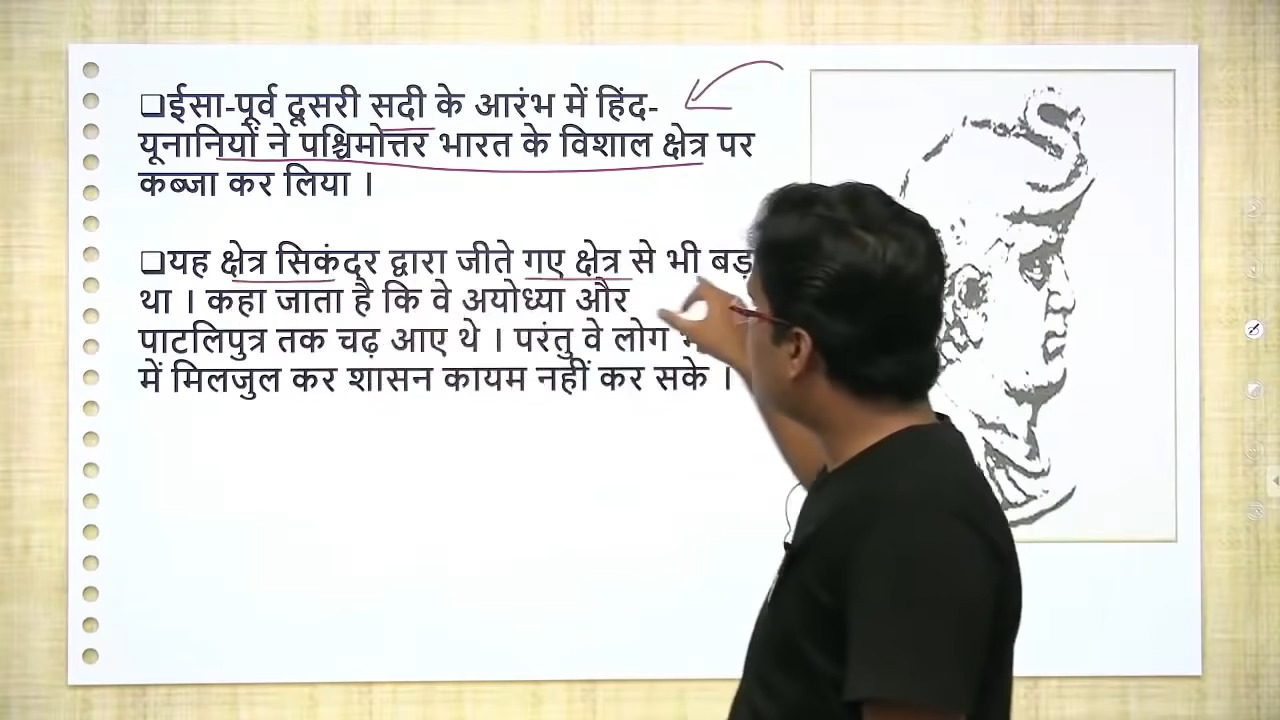 ❑ईसा-पूर्व दूसरी सदी के आरंभ में हिंद-
यूनानियों ने पश्चिमोत्तर भारत के विशाल क्षेत्र पर
कब्जा कर लिया ।
❑यह क्षेत्र सिकंदर द्वारा जीते गए क्षेत्र से भी
था । कहा जाता है कि वे अयोध्या और
पाटलिपुत्र तक चढ़ आए थे । परंतु वे लोग
में मिलजुल कर शासन कायम नहीं कर सके ।